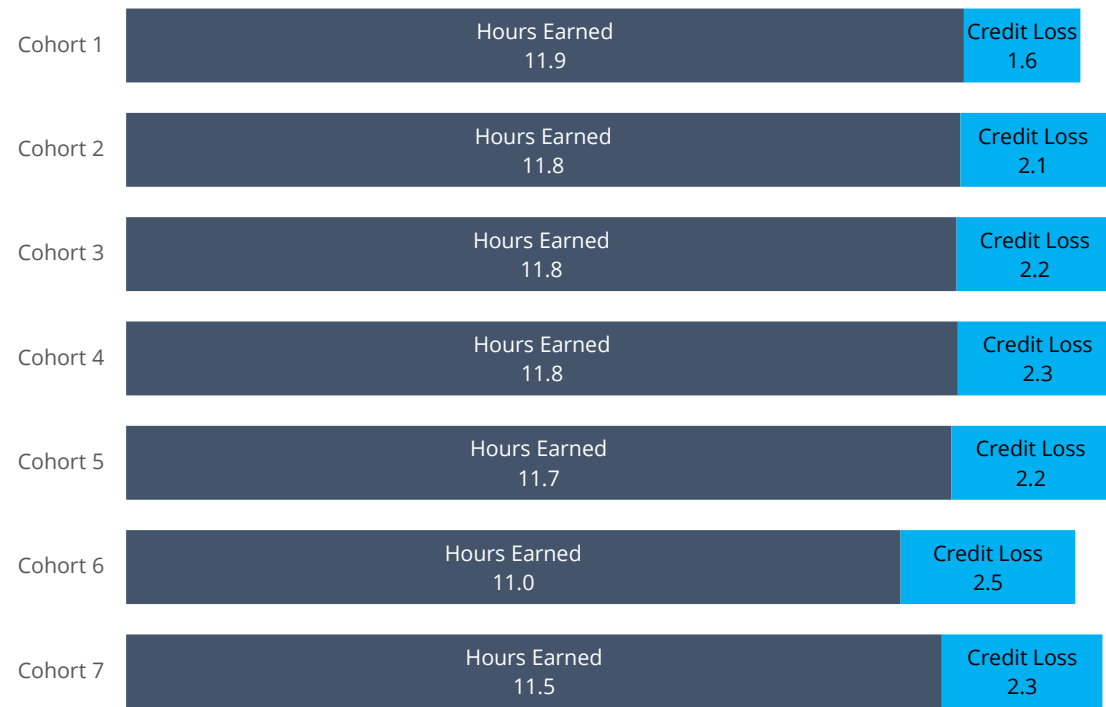 Cohort 1
Hours Earned
11.9
Credit Loss
1.6
Cohort 2
Hours Earned
11.8
Credit Loss
2.1
Cohort 3
Hours Earned
11.8
Credit Loss
2.2
Cohort 4
Hours Earned
11.8
Credit Loss
2.3
Cohort 5
Hours Earned
11.7
Credit Loss
2.2
Cohort 6
Hours Earned
11.0
Credit Loss
2.5
Cohort 7
Hours Earned
11.5
Credit Loss
2.3